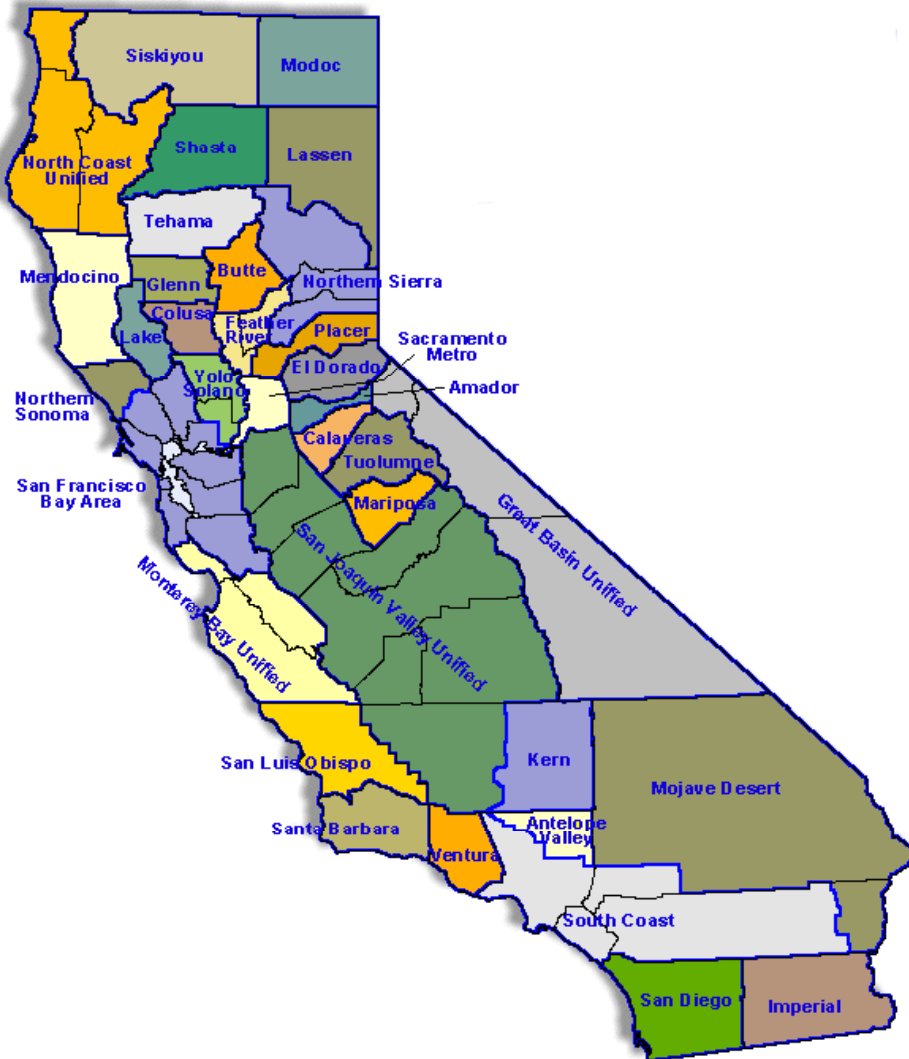 Siskiyou
Modoc
North Coast
Unified
Shasta
Lassen
Tehama
Mendocino
Glenn
Butte
Northern Sierra
Colusa
Lake
Feather
River
Placer
Sacramento
Metro
El Dorado
Yolo
Solano
Amador
Northern
Sonoma
Calaveras
Tuolumne
San Francisco
Bay Area
Mariposa
Great Basin Unified
San Joaquin Valley Unified
Monterey Bay Unified
San Luis Obispo
Kern
Mojave Desert
Santa Barbara
Antelope
Valley
Ventura
South Coast
San Diego
Imperial